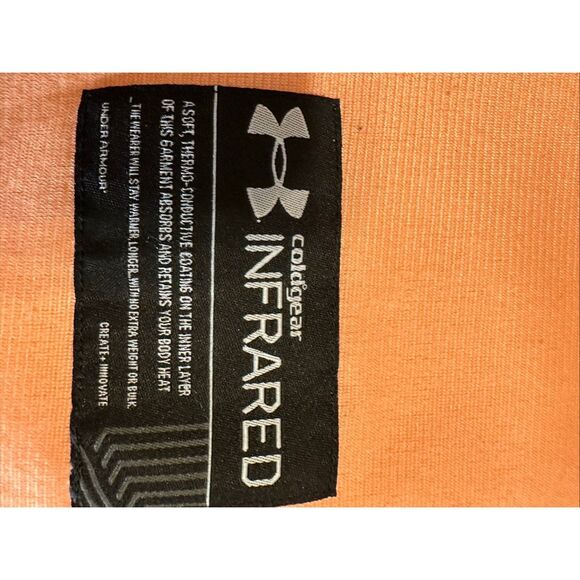 coldgear
INFRARED
A SOFT, THERMO-CONDUCTIVE COATING ON THE INNER LAYER
OF THIS GARMENT ABSORBS AND RETAINS YOUR BODY HEAT
...THE WEARER WILL STAY WARMER LONGER...WITH NO EXTRA WEIGHT OR BULK.
UNDER ARMOUR
CREATE+ INNOVATE